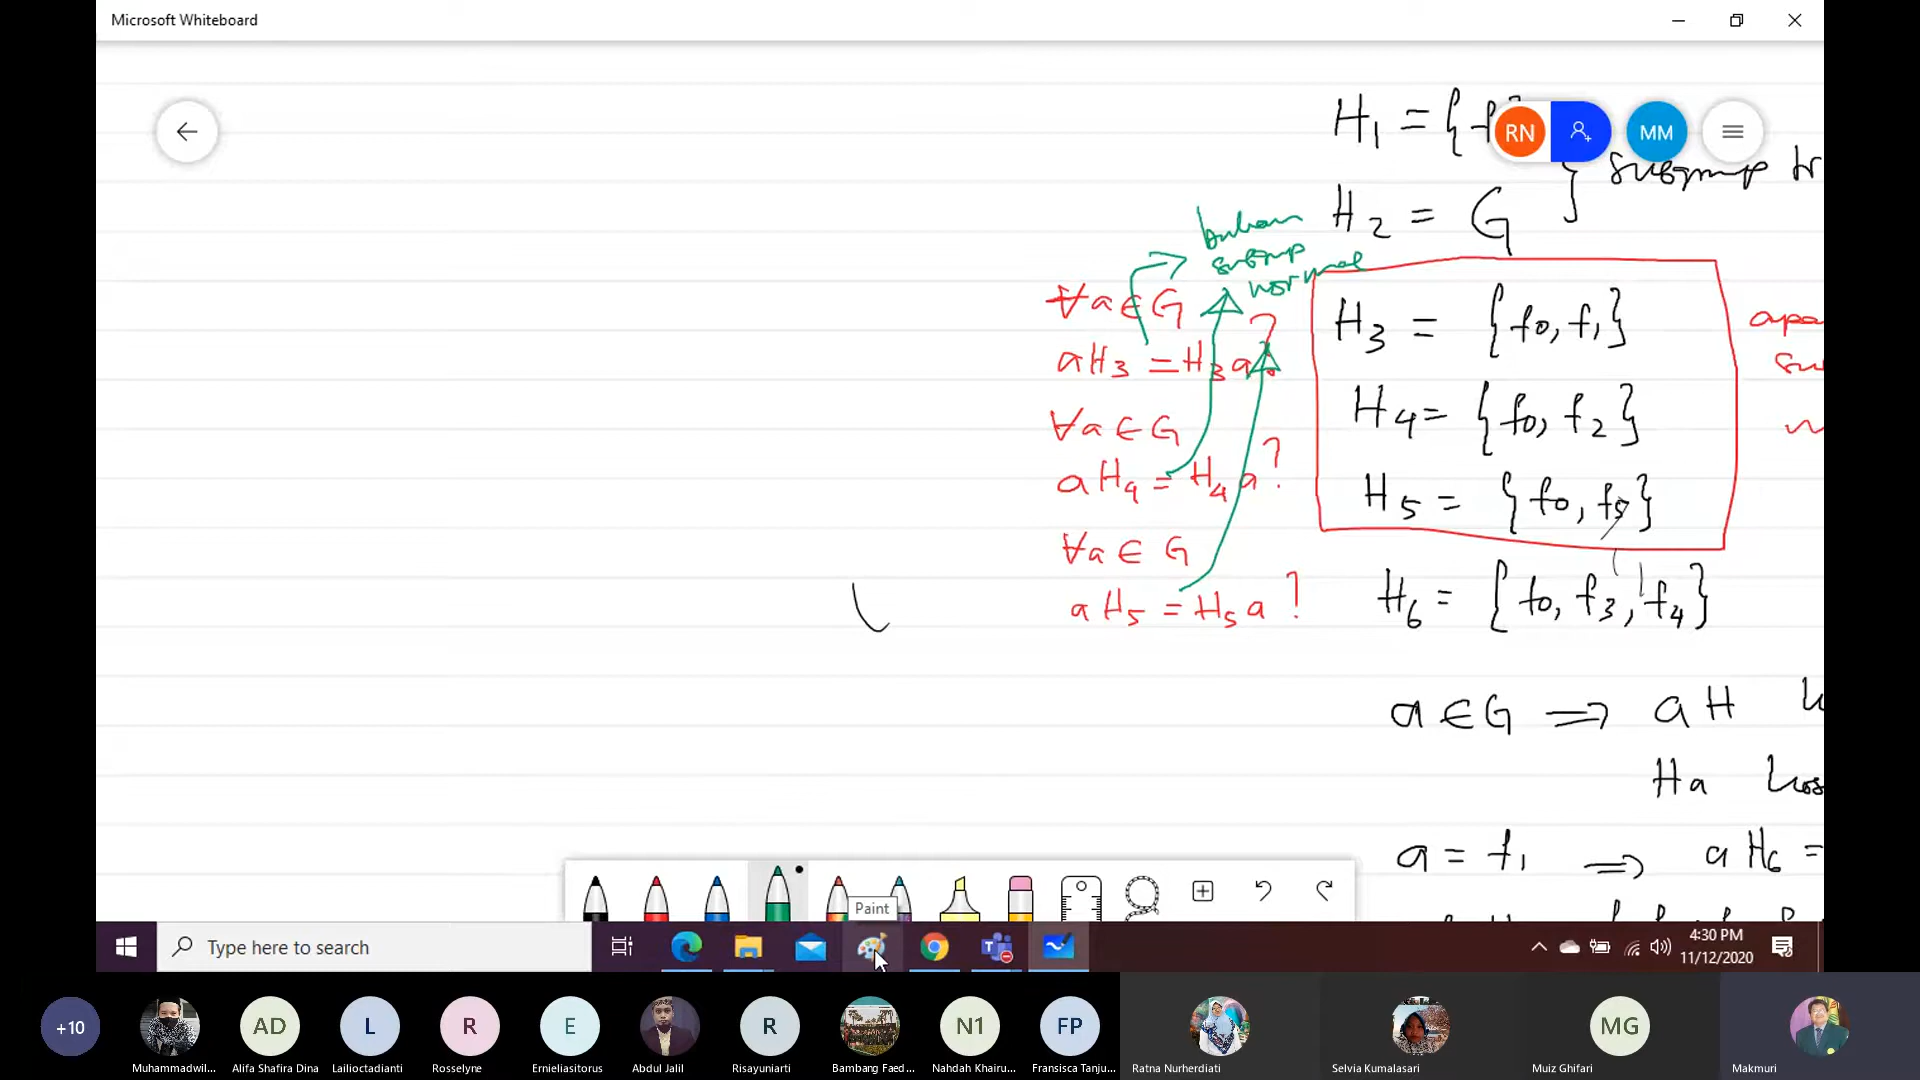 Microsoft Whiteboard
H1 = {f
RN
MM
subgrup tr
H2 = G
bukan
subgrup
normal
∀a ∈ G
aH3 = H3a?
∀a ∈ G
aH4 = H4a?
∀a ∈ G
aH5 = H5a?
H3 = {f0, f1}
H4 = {f0, f2}
H5 = {f0, f5}
H6 = {f0, f3, f4}
apa
su
a ∈ G ⇒ aH
Ha kos
a = f1 ⇒ aH6 =
Paint
Type here to search
4:30 PM
11/12/2020
+10
AD
L
R
E
R
N1
FP
MG
Muhammadwil...
Alifa Shafira Dina
Lailioctadianti
Rosselyne
Ernieliasitorus
Abdul Jalil
Risayuniarti
Bambang Faed...
Nahdah Khairu...
Fransisca Tanju...
Ratna Nurherdiati
Selvia Kumalasari
Muiz Ghifari
Makmuri